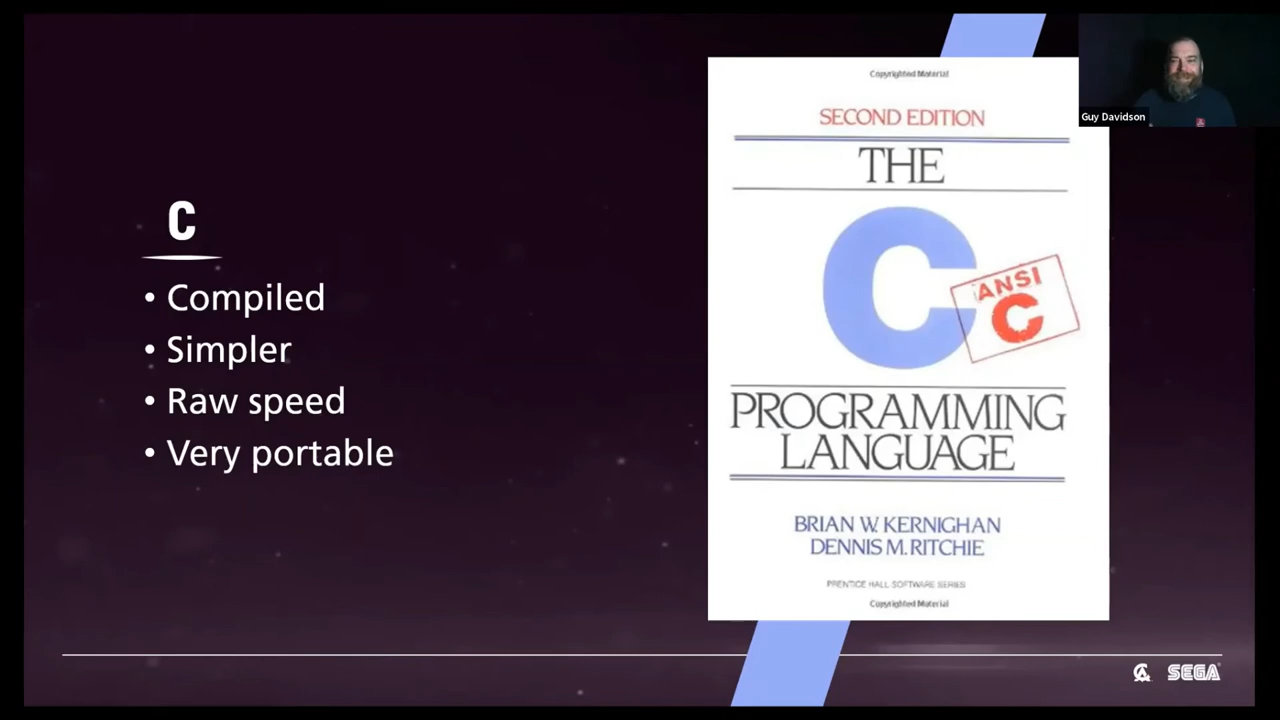 C
• Compiled
• Simpler
• Raw speed
• Very portable
Copyrighted Material
SECOND EDITION
THE
C
ANSI
C
PROGRAMMING
LANGUAGE
BRIAN W. KERNIGHAN
DENNIS M. RITCHIE
PRENTICE HALL SOFTWARE SERIES
Copyrighted Material
Guy Davidson
SEGA